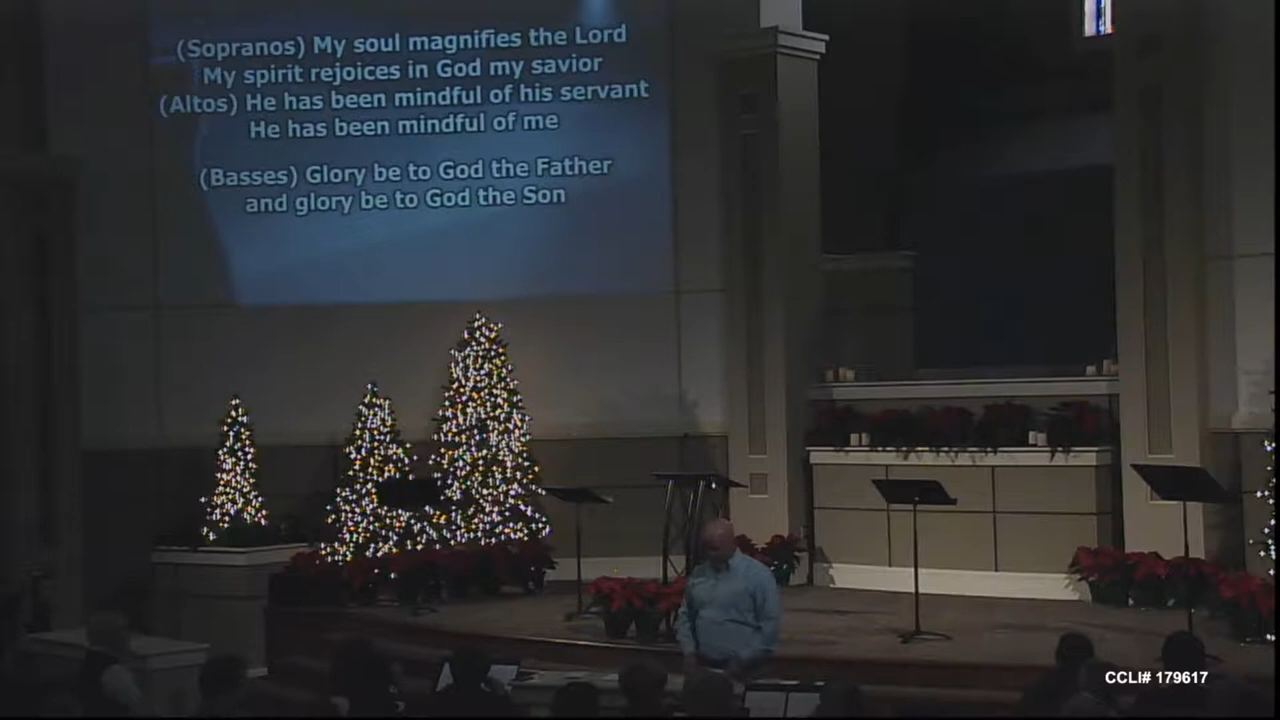 (Sopranos) My soul magnifies the Lord
My spirit rejoices in God my savior
(Altos) He has been mindful of his servant
He has been mindful of me
(Basses) Glory be to God the Father
and glory be to God the Son
CCLI# 179617